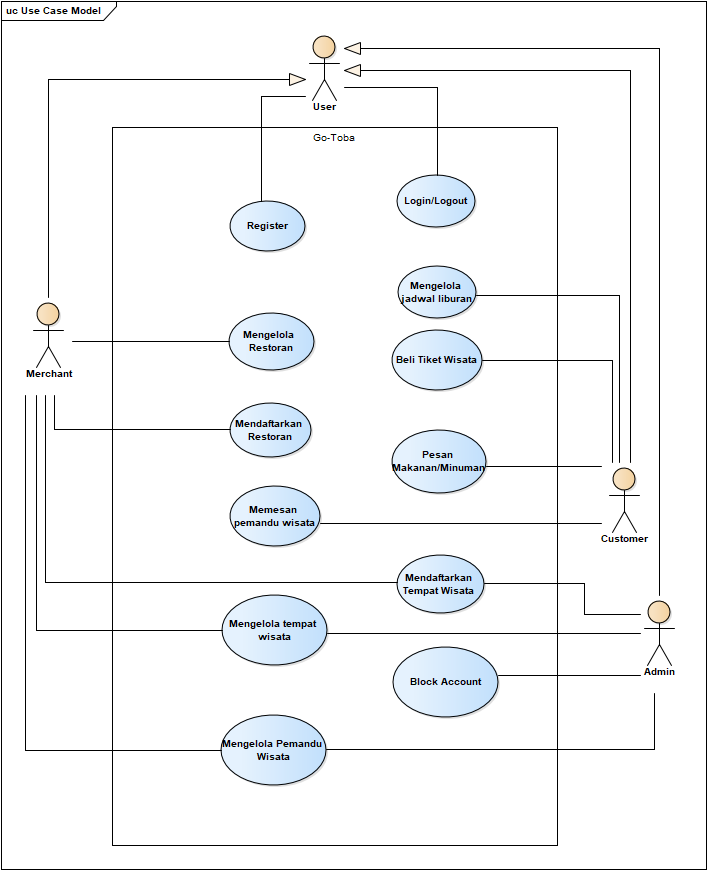 uc Use Case Model
User
Go-Toba
Login/Logout
Register
Mengelola
jadwal liburan
Mengelola
Restoran
Beli Tiket Wisata
Merchant
Mendaftarkan
Restoran
Pesan
Makanan/Minuman
Memesan
pemandu wisata
Customer
Mendaftarkan
Tempat Wisata
Mengelola tempat
wisata
Admin
Block Account
Mengelola Pemandu
Wisata